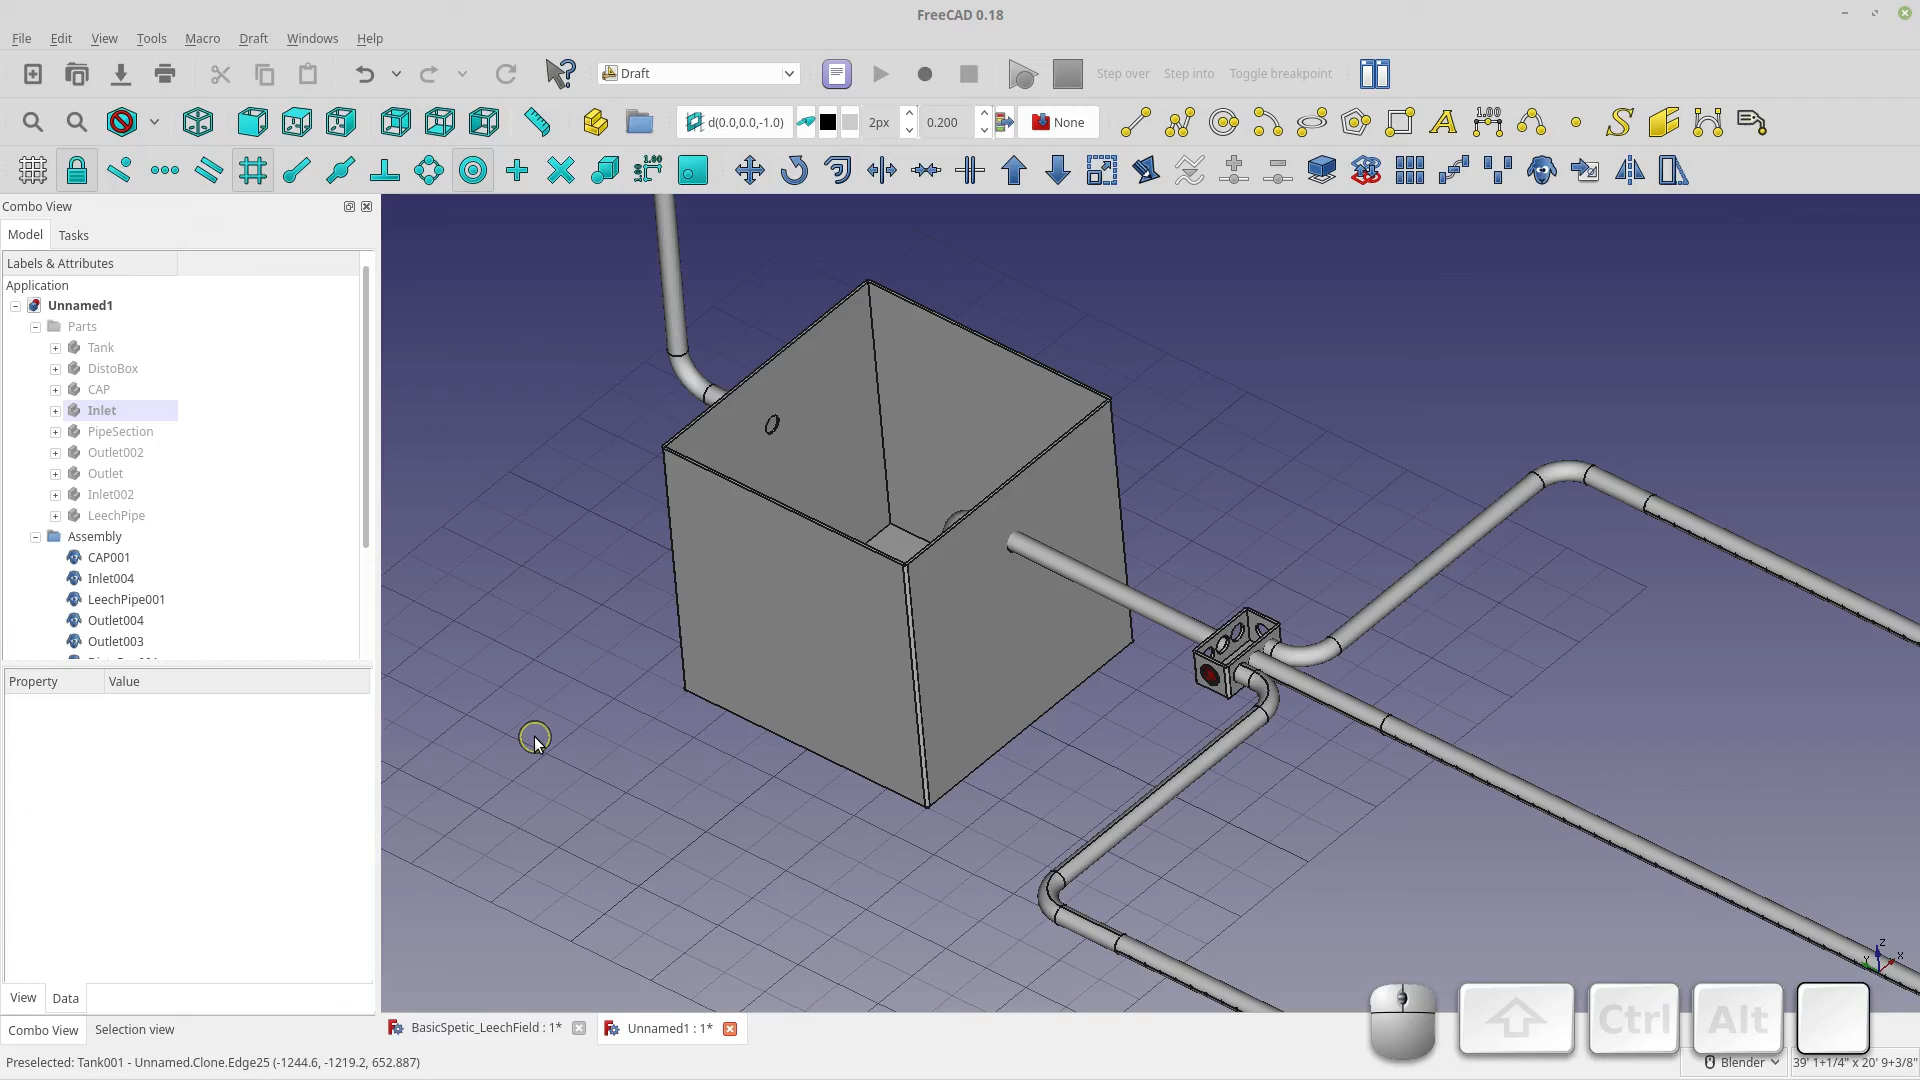 FreeCAD 0.18
File Edit View Tools Macro Draft Windows Help
Draft Step over Step into Toggle breakpoint
d(0.0,0.0,-1.0) 2px 0.200 None 1.00
1.00
Combo View
Model Tasks
Labels & Attributes
Application
Unnamed1
Parts
Tank
DistoBox
CAP
Inlet
PipeSection
Outlet002
Outlet
Inlet002
LeechPipe
Assembly
CAP001
Inlet004
LeechPipe001
Outlet004
Outlet003
Property Value
Z
Y X
View Data
Combo View Selection view
BasicSpetic_LeechField : 1* Unnamed1 : 1*
Ctrl Alt
Preselected: Tank001 - Unnamed.Clone.Edge25 (-1244.6, -1219.2, 652.887)
Blender 39' 1+1/4" x 20' 9+3/8"